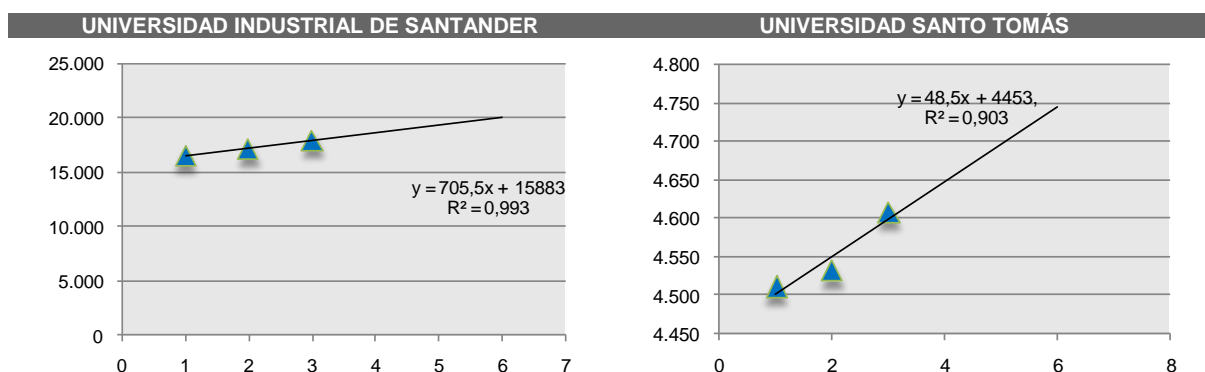 UNIVERSIDAD INDUSTRIAL DE SANTANDER
25.000
20.000
15.000
10.000
5.000
0
y = 705,5x + 15883
R² = 0,993
0 1 2 3 4 5 6 7
UNIVERSIDAD SANTO TOMÁS
4.800
4.750
4.700
4.650
4.600
4.550
4.500
4.450
y = 48,5x + 4453,
R² = 0,903
0 2 4 6 8